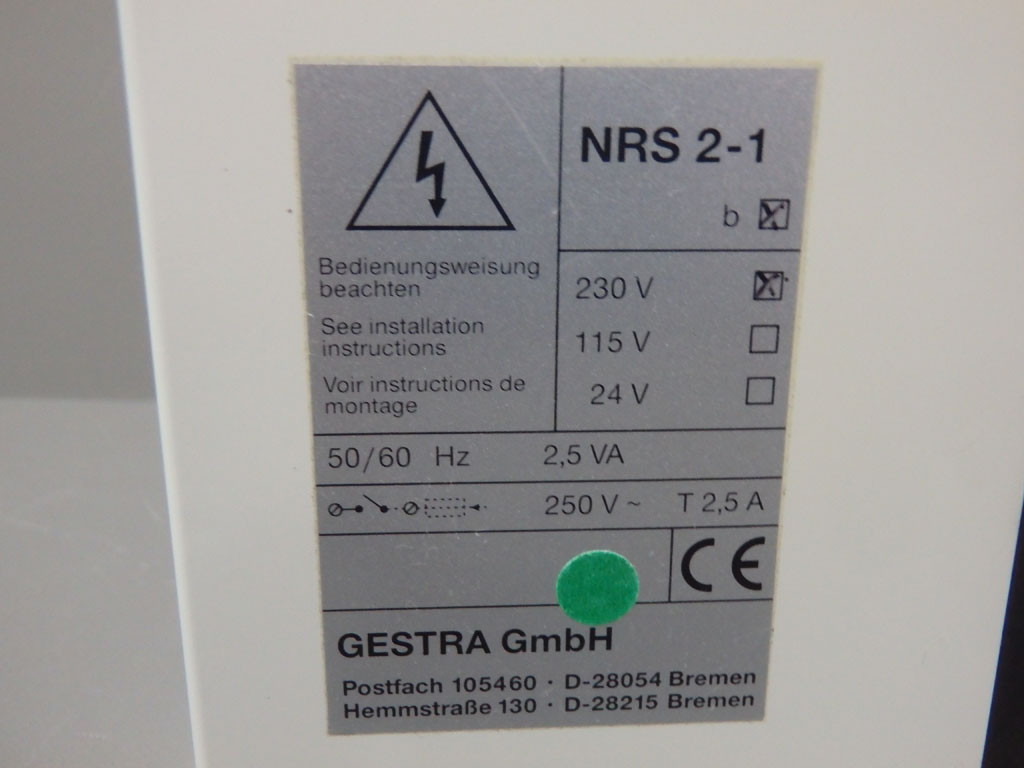 NRS 2-1
b
Bedienungsweisung
beachten
See installation
instructions
Voir instructions de
montage
230 V
115 V
24 V
50/60 Hz 2,5 VA
250 V ~ T 2,5 A
CE
GESTRA GmbH
Postfach 105460 · D-28054 Bremen
Hemmstraße 130 · D-28215 Bremen